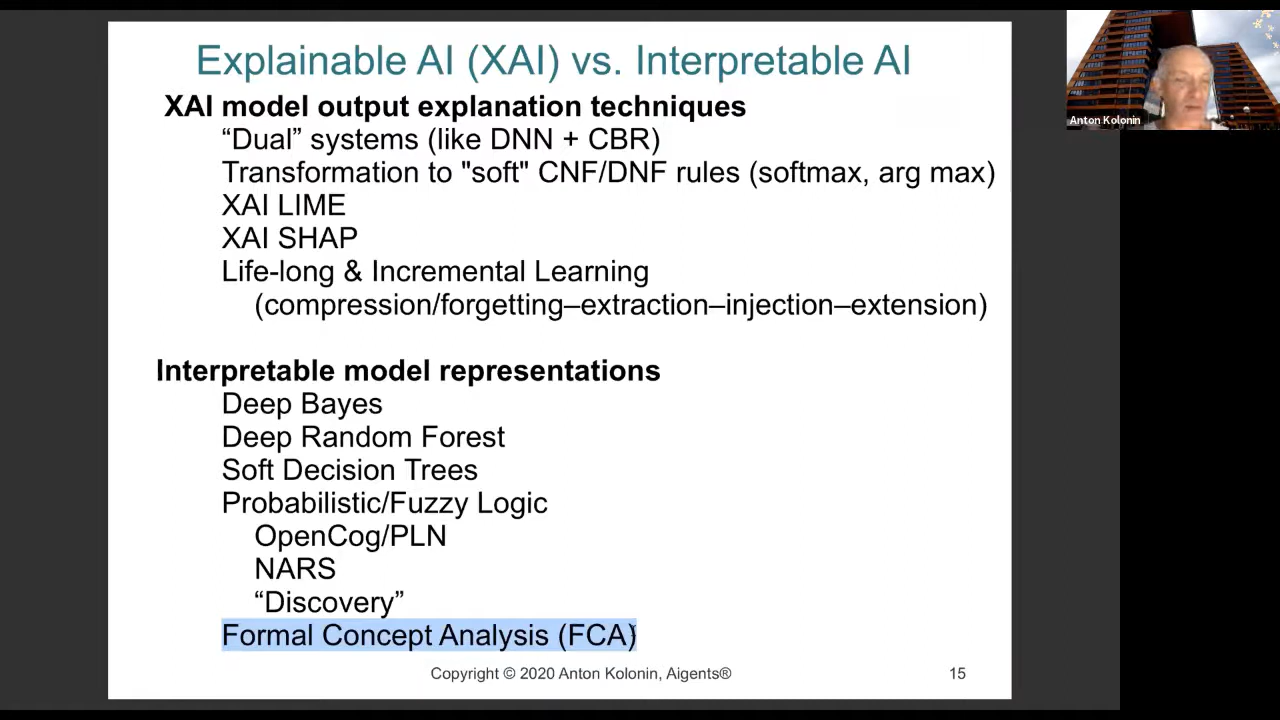 Explainable AI (XAI) vs. Interpretable AI
XAI model output explanation techniques
“Dual” systems (like DNN + CBR)
Transformation to "soft" CNF/DNF rules (softmax, arg max)
XAI LIME
XAI SHAP
Life-long & Incremental Learning
(compression/forgetting–extraction–injection–extension)
Interpretable model representations
Deep Bayes
Deep Random Forest
Soft Decision Trees
Probabilistic/Fuzzy Logic
OpenCog/PLN
NARS
“Discovery”
Formal Concept Analysis (FCA)
Copyright © 2020 Anton Kolonin, Aigents® 15
Anton Kolonin